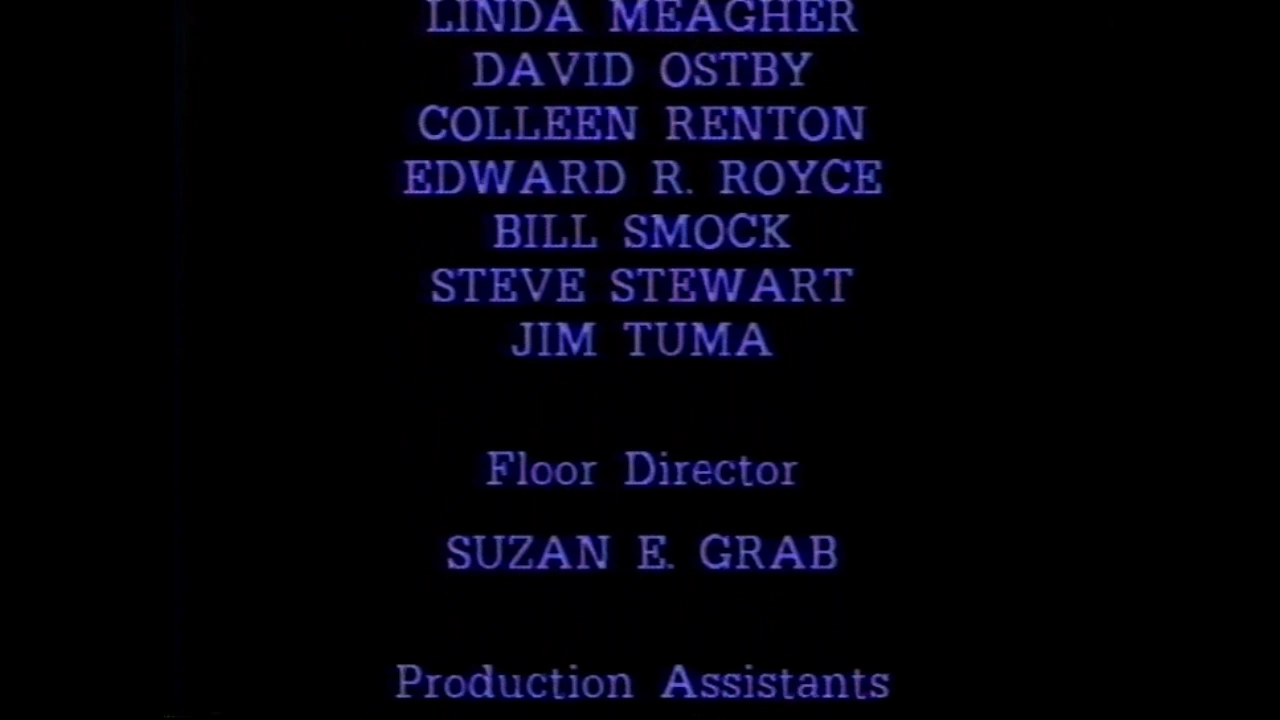 LINDA MEAGHER
DAVID OSTBY
COLLEEN RENTON
EDWARD R. ROYCE
BILL SMOCK
STEVE STEWART
JIM TUMA
Floor Director
SUZAN E. GRAB
Production Assistants